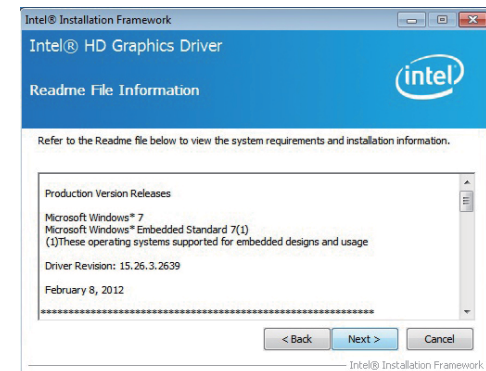 Intel® Installation Framework
Intel® HD Graphics Driver
intel
Readme File Information
Refer to the Readme file below to view the system requirements and installation information.
Production Version Releases
Microsoft Windows* 7
Microsoft Windows* Embedded Standard 7(1)
(1)These operating systems supported for embedded designs and usage
Driver Revision: 15.26.3.2639
February 8, 2012
************************************************************
< Back Next > Cancel
Intel® Installation Framework